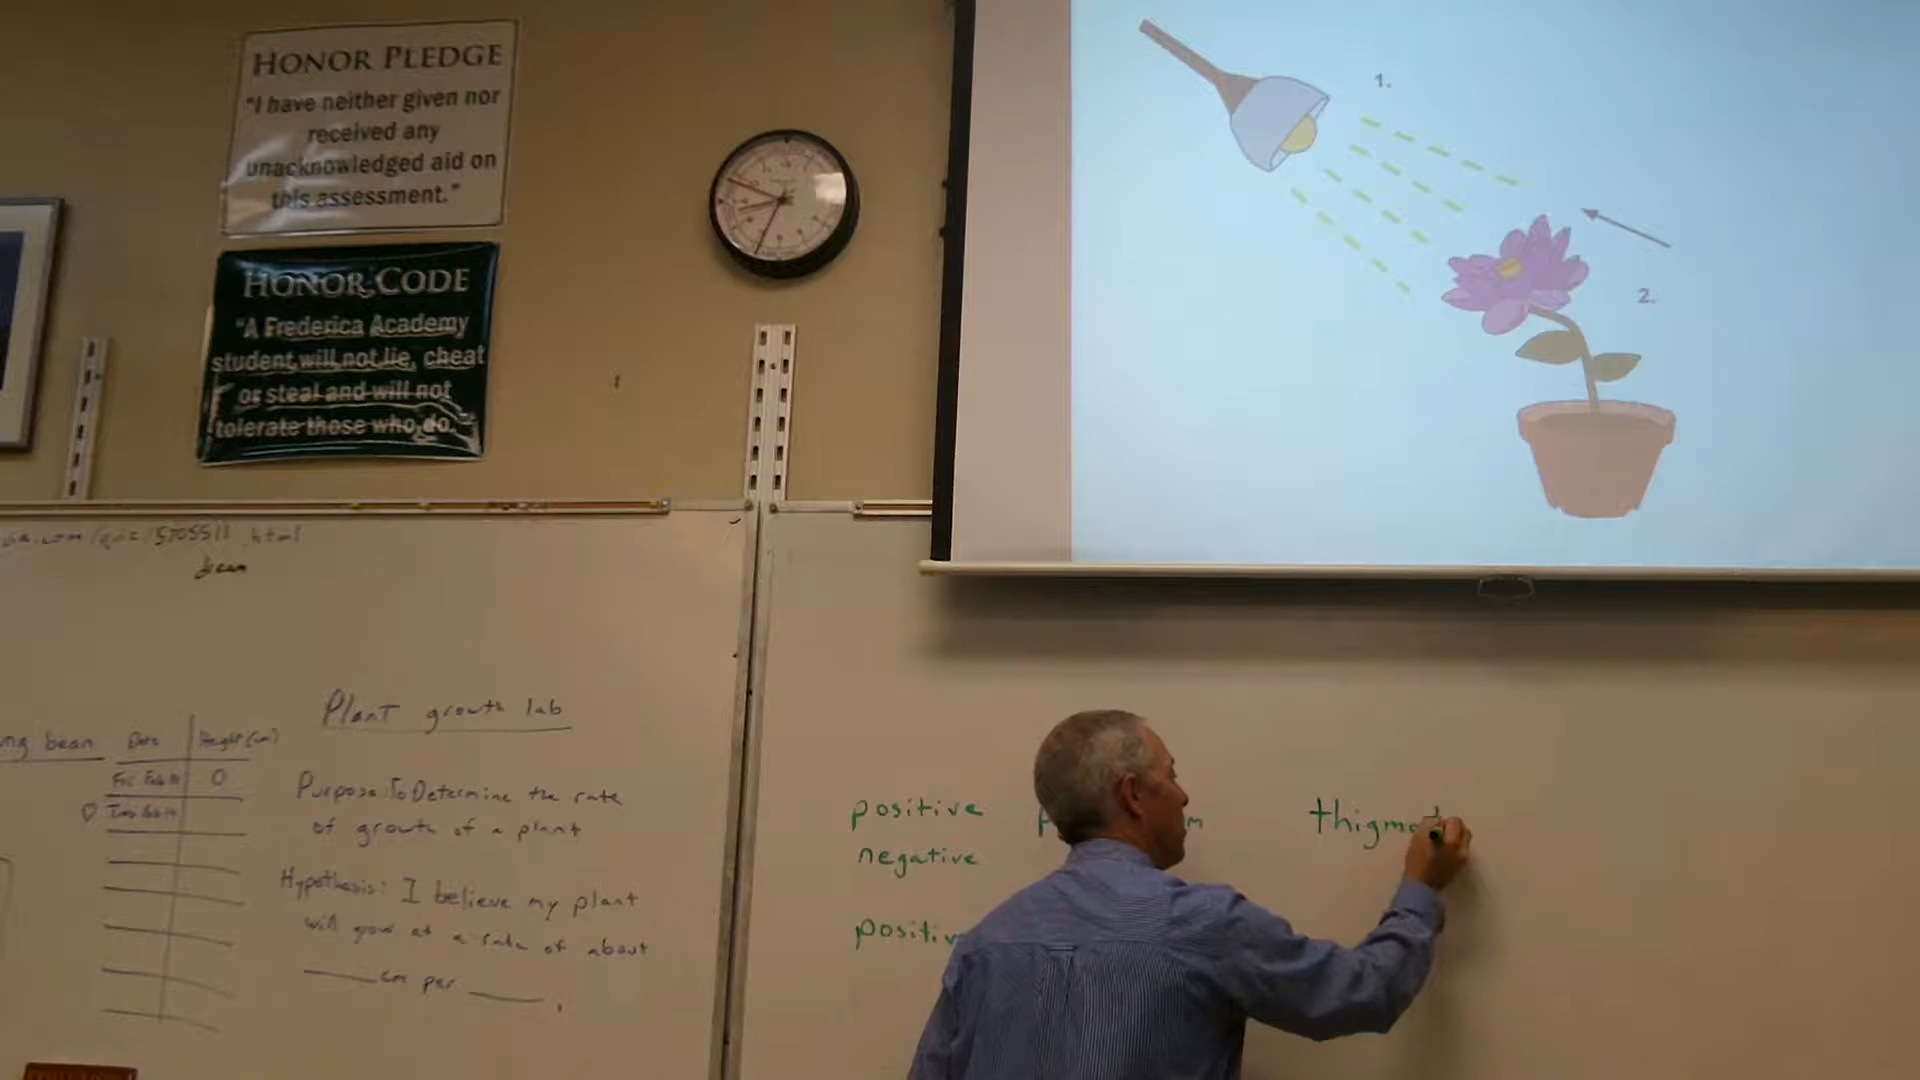 HONOR PLEDGE
"I have neither given nor
received any
unacknowledged aid on
this assessment."
HONOR CODE
"A Frederica Academy
student will not lie, cheat
or steal and will not
tolerate those who do."
1.
2.
Plant growth lab
bean
Height (cm)
0
Purpose: To Determine the rate
of growth of a plant
Hypothesis: I believe my plant
will grow at a rate of about
cm per
positive
negative
positiv